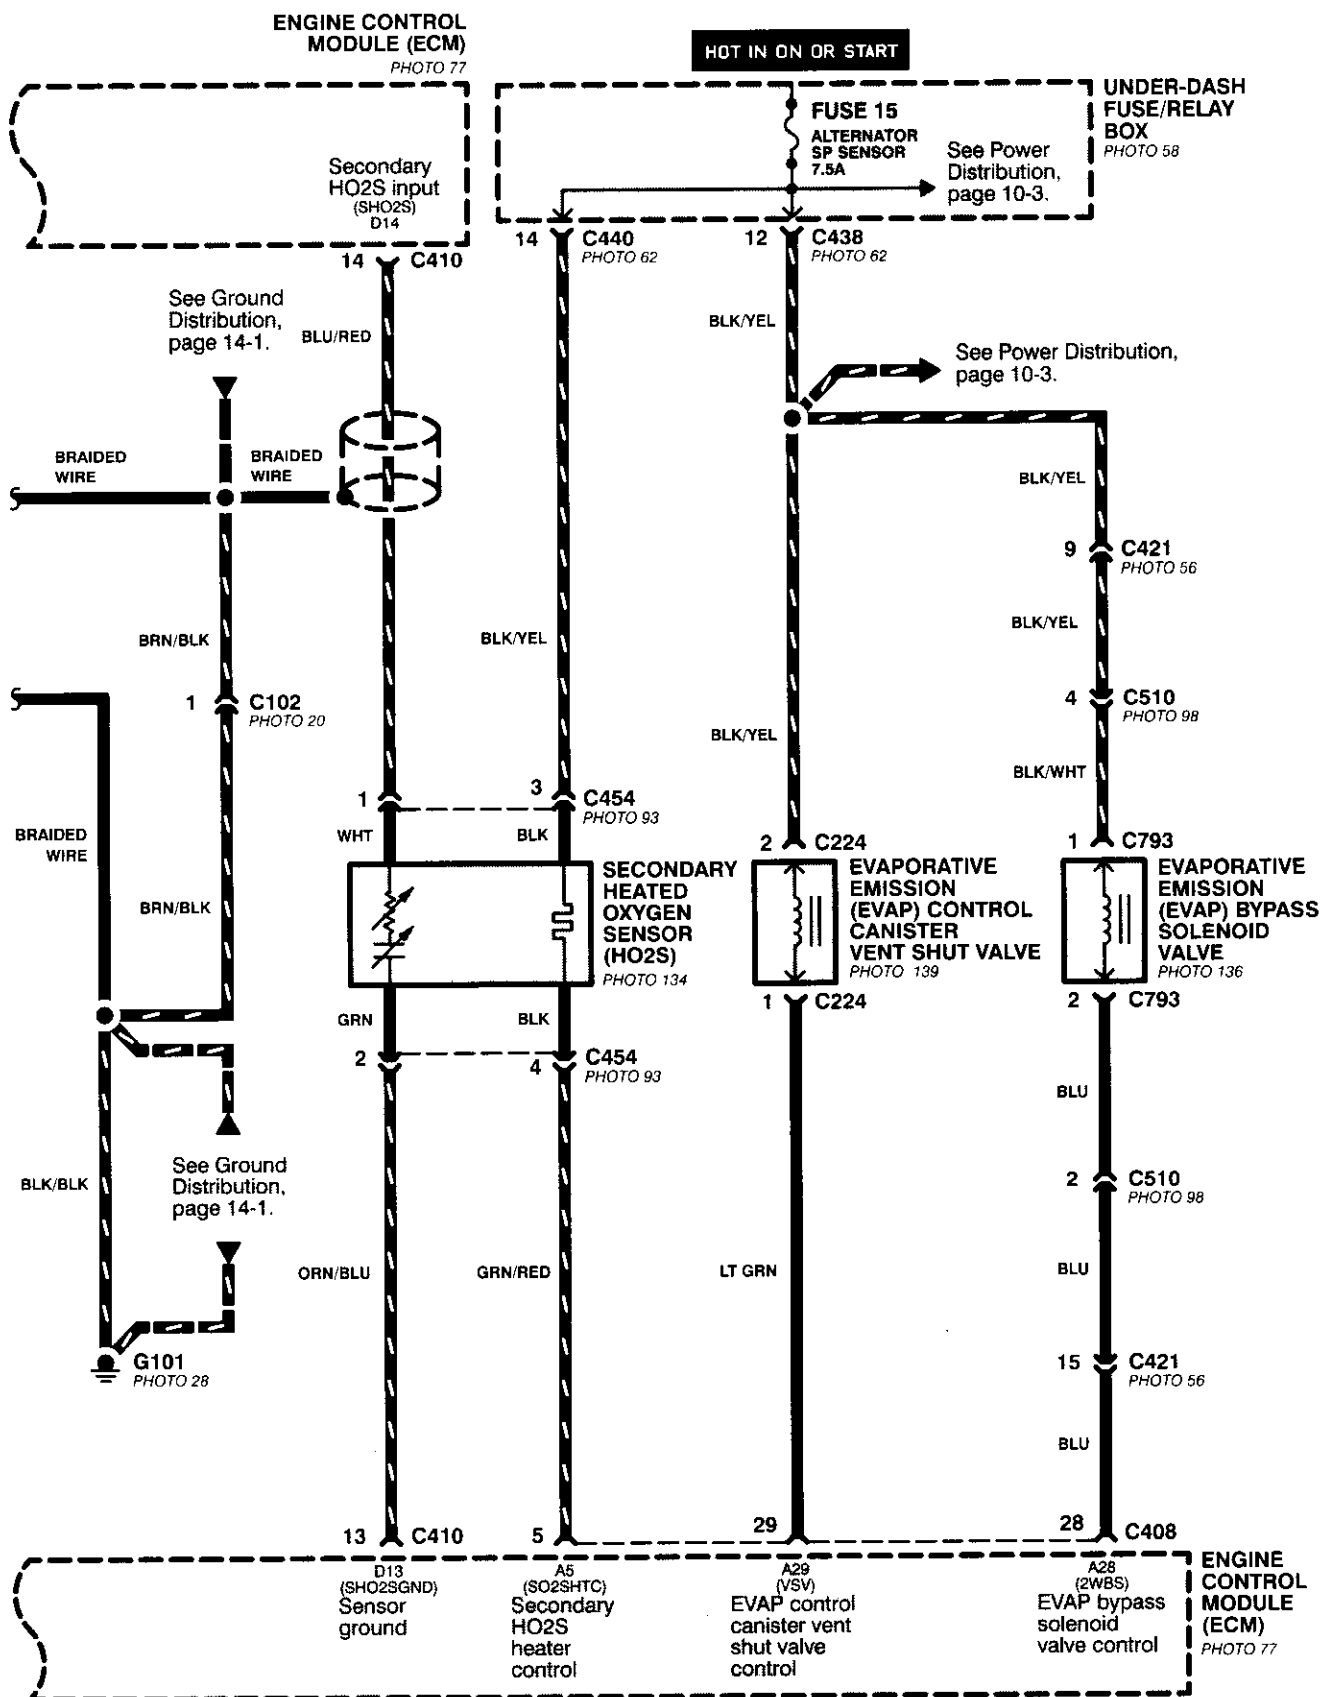 ENGINE CONTROL
MODULE (ECM)
PHOTO 77
HOT IN ON OR START
UNDER-DASH
FUSE/RELAY
BOX
PHOTO 58
FUSE 15
ALTERNATOR
SP SENSOR
7.5A
See Power
Distribution,
page 10-3.
Secondary
HO2S input
(SHO2S)
D14
14 C410
14 C440
PHOTO 62
12 C438
PHOTO 62
See Ground
Distribution,
page 14-1.
BLU/RED
BLK/YEL
See Power Distribution,
page 10-3.
BRAIDED
WIRE
BRAIDED
WIRE
BLK/YEL
9 C421
PHOTO 56
BRN/BLK
BLK/YEL
BLK/YEL
1 C102
PHOTO 20
4 C510
PHOTO 98
BLK/YEL
BLK/WHT
1
3 C454
PHOTO 93
BRAIDED
WIRE
WHT
BLK
2 C224
1 C793
SECONDARY
HEATED
OXYGEN
SENSOR
(HO2S)
PHOTO 134
EVAPORATIVE
EMISSION
(EVAP) CONTROL
CANISTER
VENT SHUT VALVE
PHOTO 139
EVAPORATIVE
EMISSION
(EVAP) BYPASS
SOLENOID
VALVE
PHOTO 136
BRN/BLK
1 C224
2 C793
GRN
BLK
2
4 C454
PHOTO 93
BLU
See Ground
Distribution,
page 14-1.
BLK/BLK
2 C510
PHOTO 98
ORN/BLU
GRN/RED
LT GRN
BLU
G101
PHOTO 28
15 C421
PHOTO 56
BLU
13 C410
5
29
28 C408
D13
(SHO2SGND)
Sensor
ground
A5
(SO2SHTC)
Secondary
HO2S
heater
control
A29
(VSV)
EVAP control
canister vent
shut valve
control
A28
(2WBS)
EVAP bypass
solenoid
valve control
ENGINE
CONTROL
MODULE
(ECM)
PHOTO 77